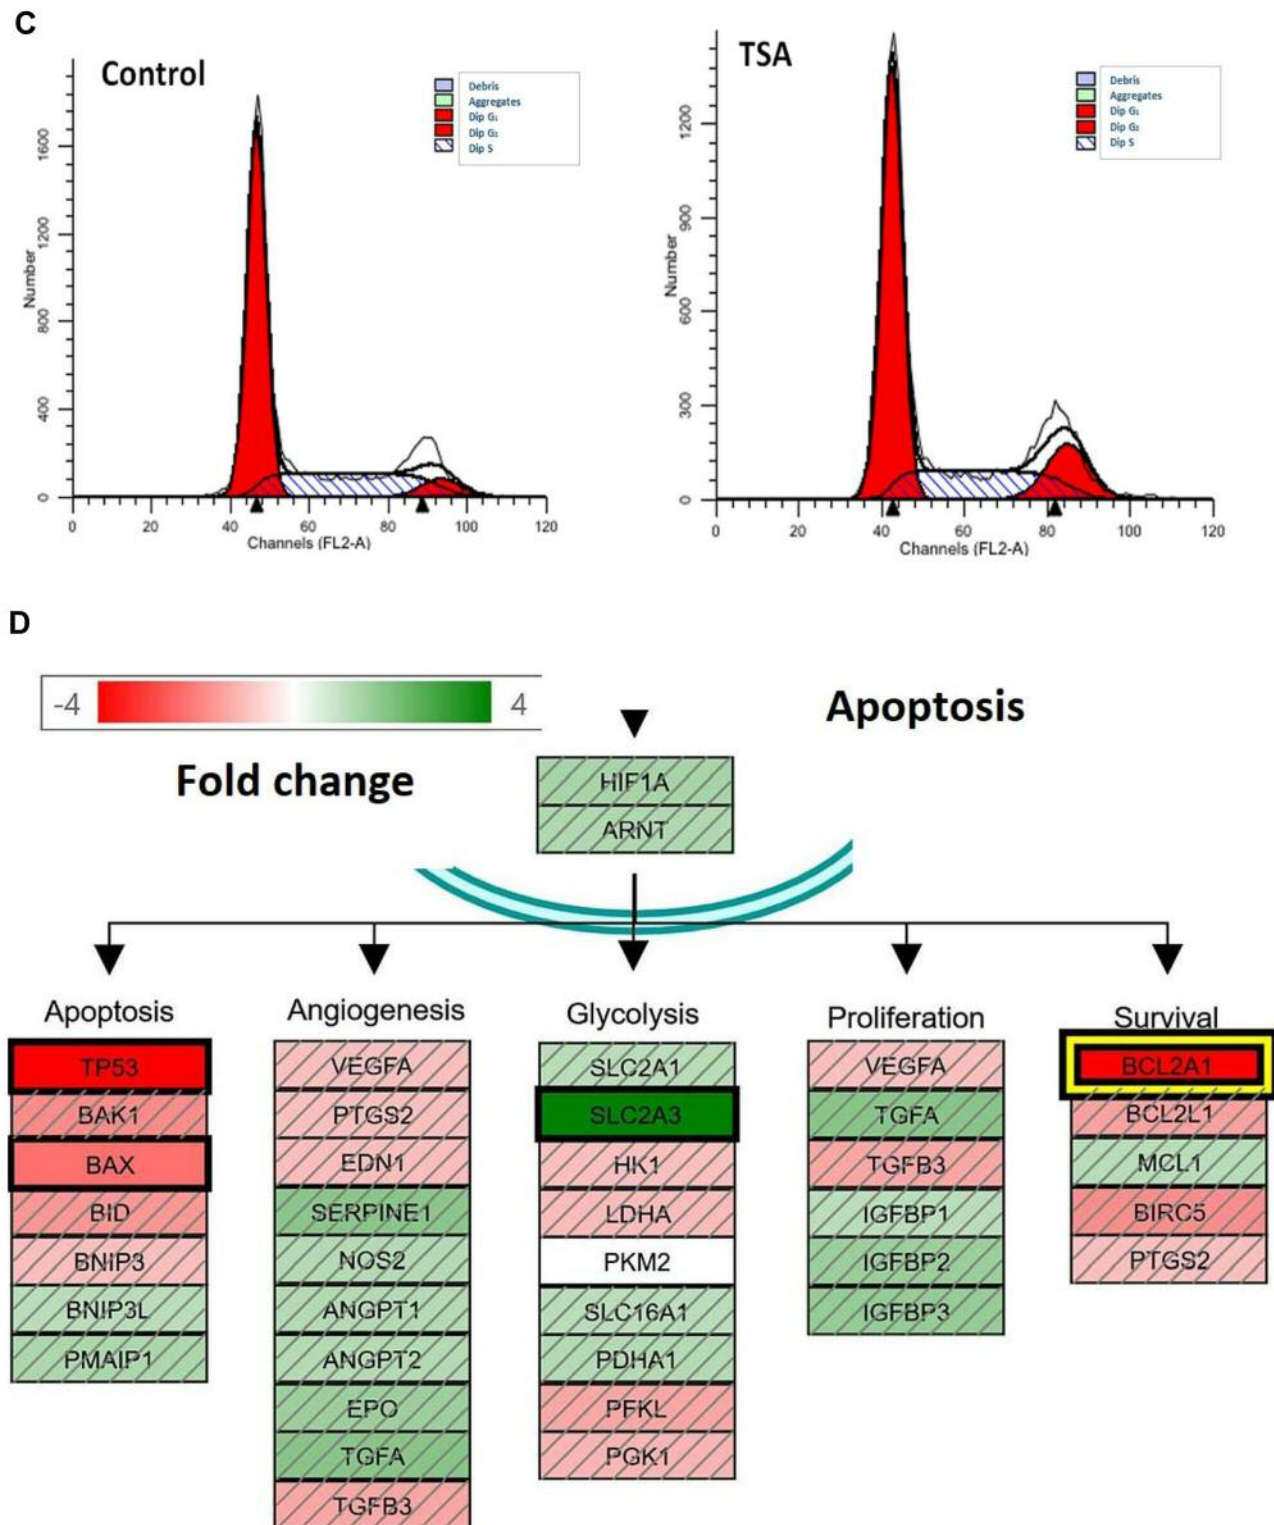 C
Control
Debris
Aggregates
Dip G₁
Dip G₂
Dip S
Number
1600
1200
800
400
0
0 20 40 60 80 100 120
Channels (FL2-A)
TSA
Debris
Aggregates
Dip G₁
Dip G₂
Dip S
Number
1200
900
600
300
0
0 20 40 60 80 100 120
Channels (FL2-A)
D
-4 4
Fold change
Apoptosis
HIF1A
ARNT
Apoptosis
TP53
BAK1
BAX
BID
BNIP3
BNIP3L
PMAIP1
Angiogenesis
VEGFA
PTGS2
EDN1
SERPINE1
NOS2
ANGPT1
ANGPT2
EPO
TGFA
TGFB3
Glycolysis
SLC2A1
SLC2A3
HK1
LDHA
PKM2
SLC16A1
PDHA1
PFKL
PGK1
Proliferation
VEGFA
TGFA
TGFB3
IGFBP1
IGFBP2
IGFBP3
Survival
BCL2A1
BCL2L1
MCL1
BIRC5
PTGS2